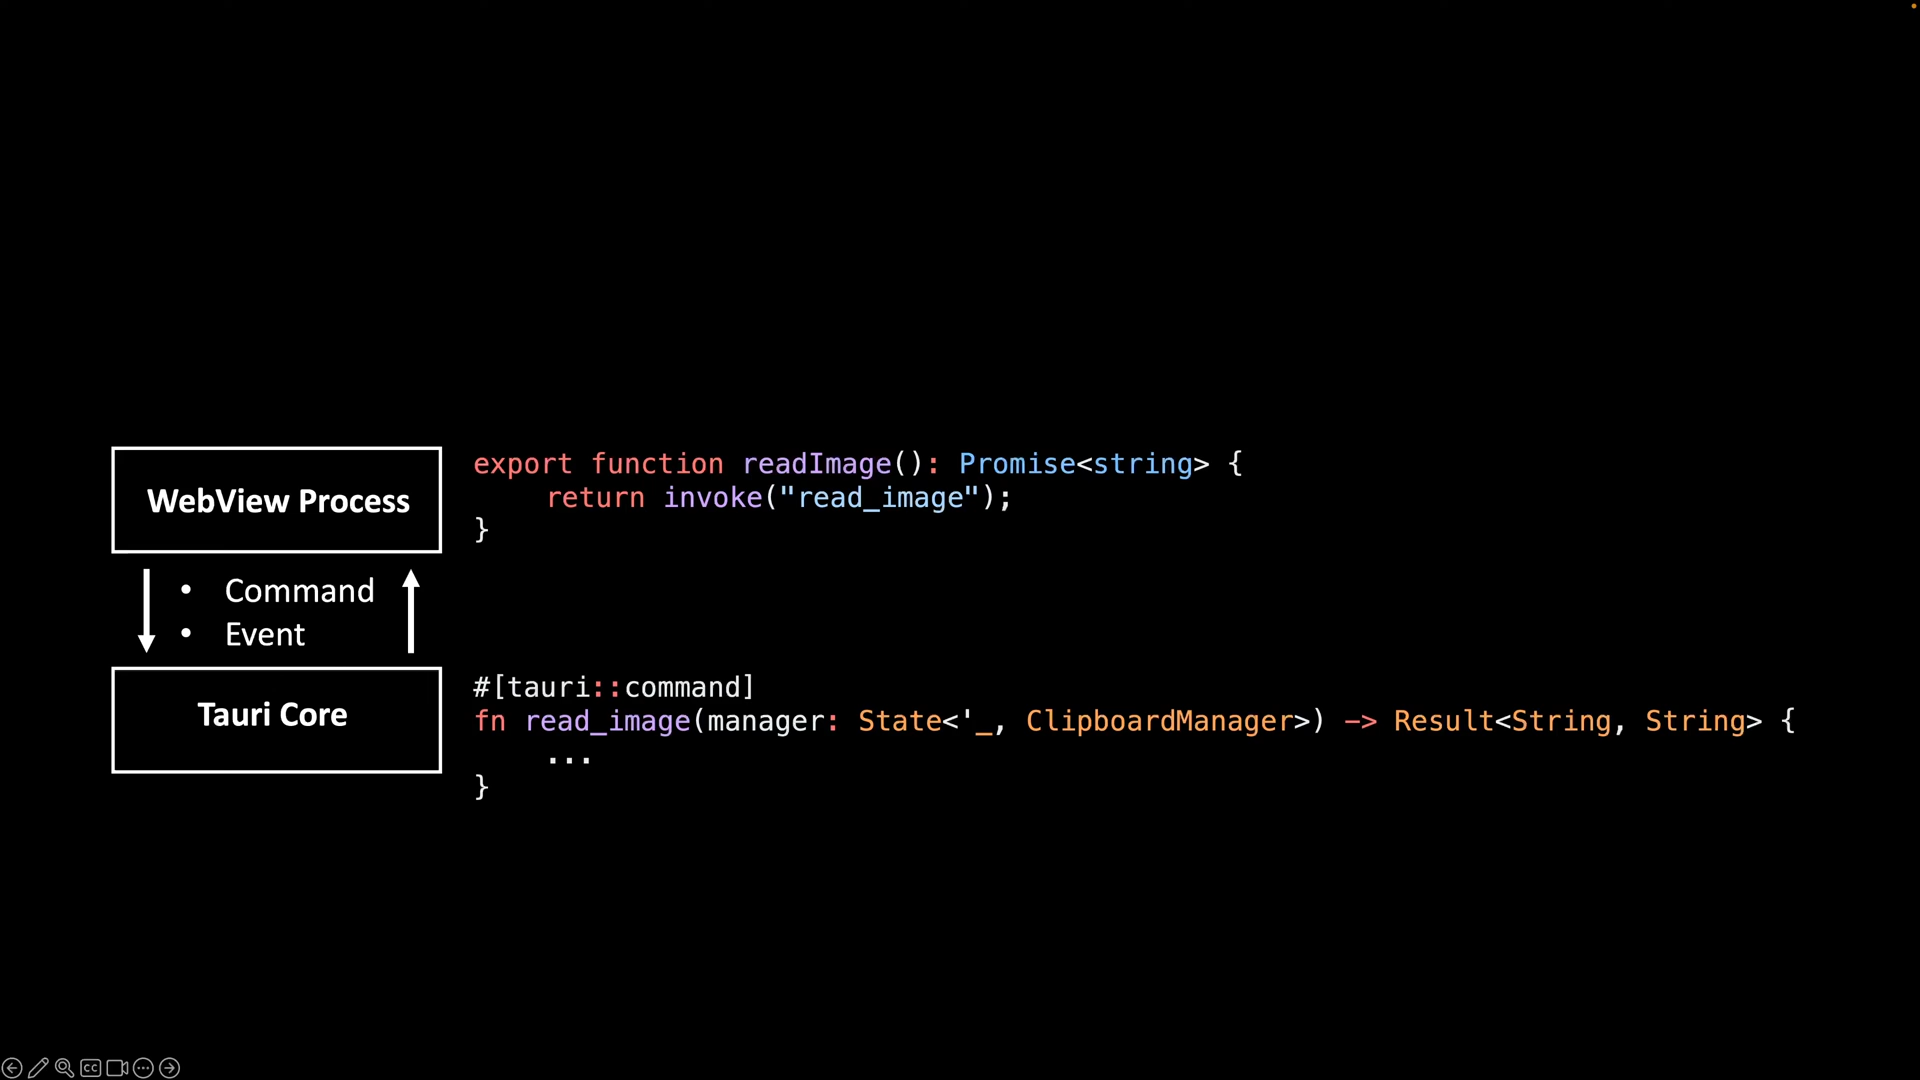 WebView Process
export function readImage(): Promise<string> {
return invoke("read_image");
}
• Command
• Event
Tauri Core
#[tauri::command]
fn read_image(manager: State<'_, ClipboardManager>) -> Result<String, String> {
...
}
CC